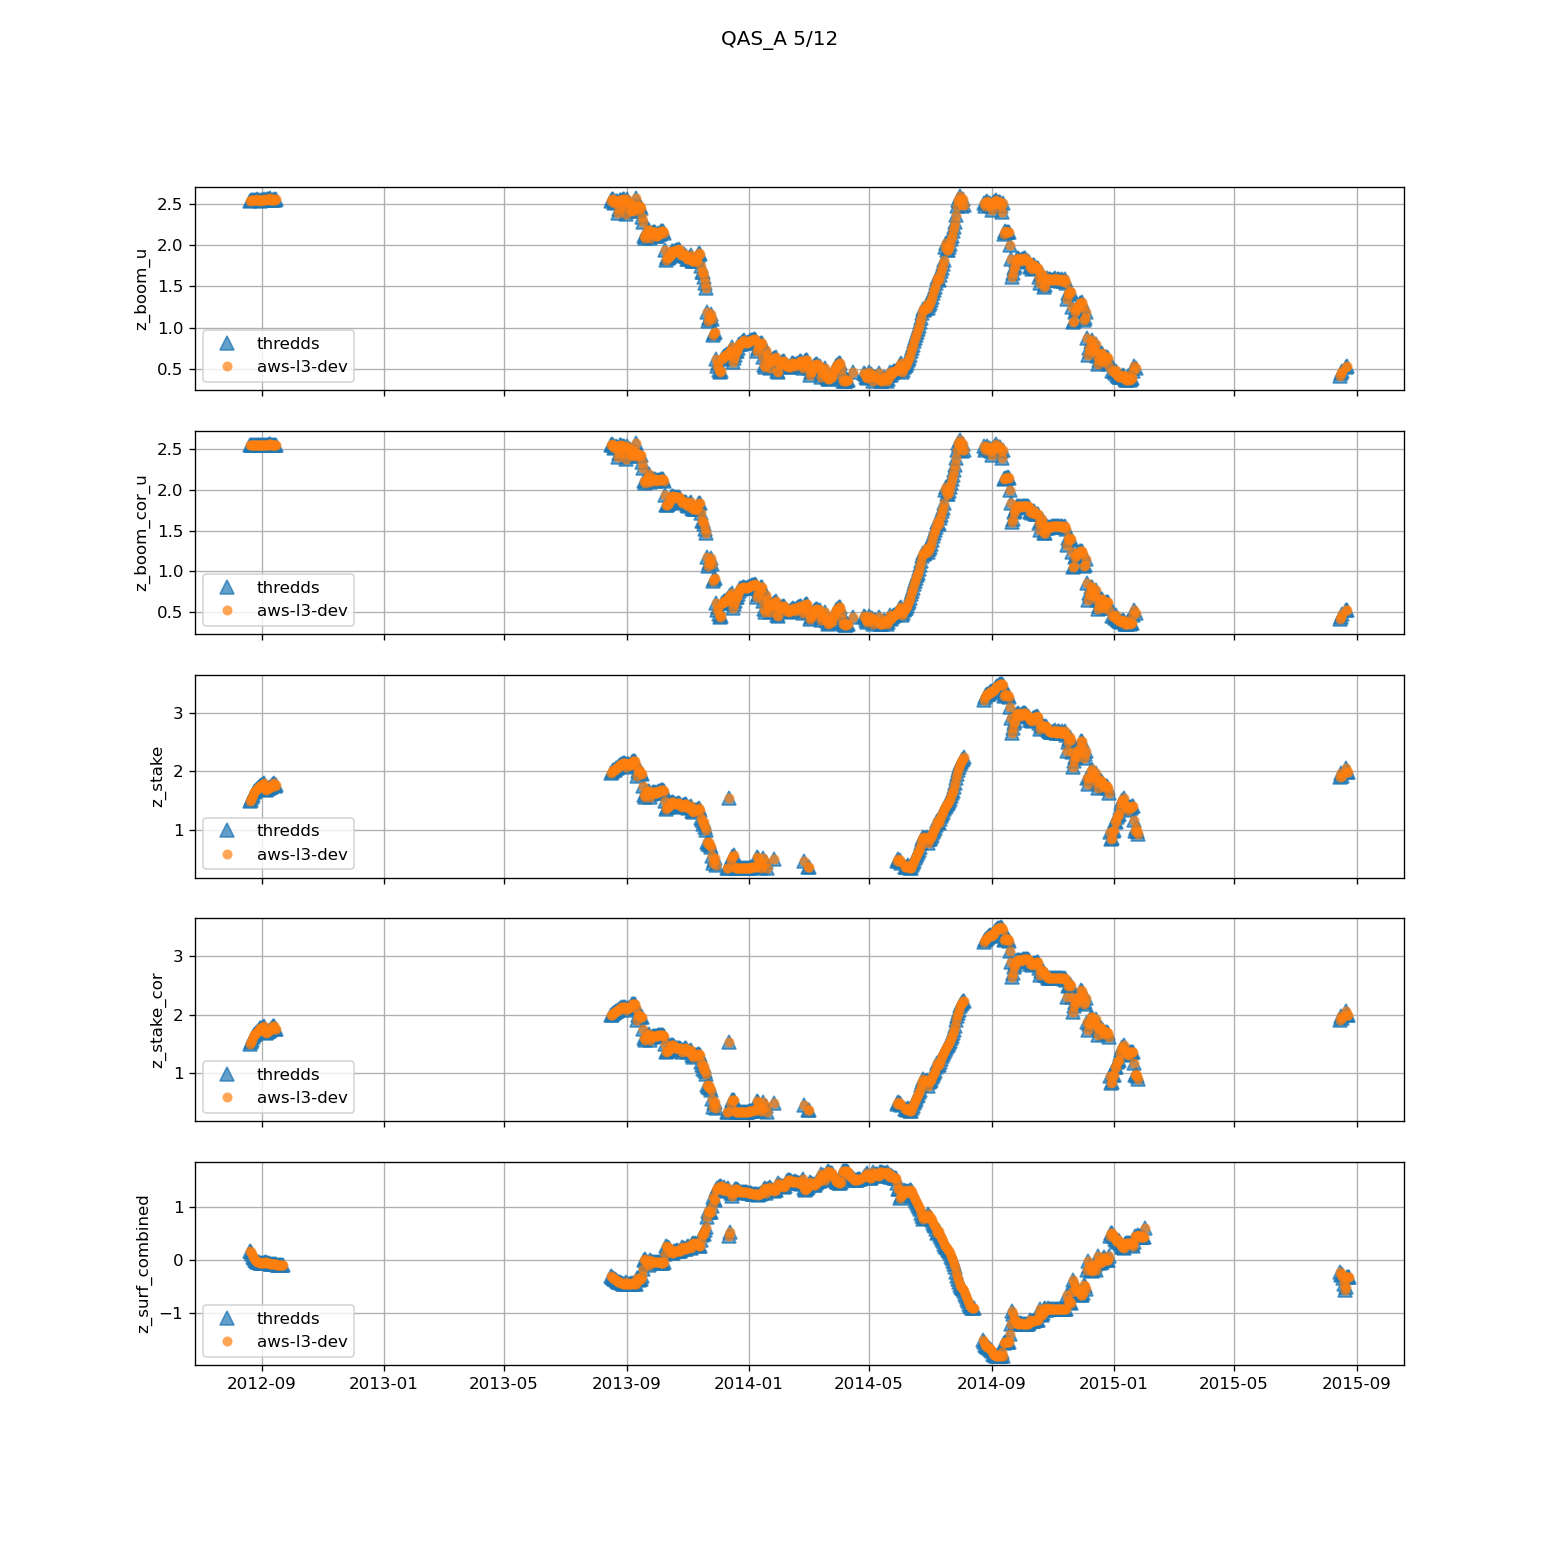 QAS_A 5/12
z_boom_u
2.5
2.0
1.5
1.0
0.5
thredds
aws-l3-dev
z_boom_cor_u
2.5
2.0
1.5
1.0
0.5
thredds
aws-l3-dev
z_stake
3
2
1
thredds
aws-l3-dev
z_stake_cor
3
2
1
thredds
aws-l3-dev
z_surf_combined
1
0
−1
thredds
aws-l3-dev
2012-09 2013-01 2013-05 2013-09 2014-01 2014-05 2014-09 2015-01 2015-05 2015-09